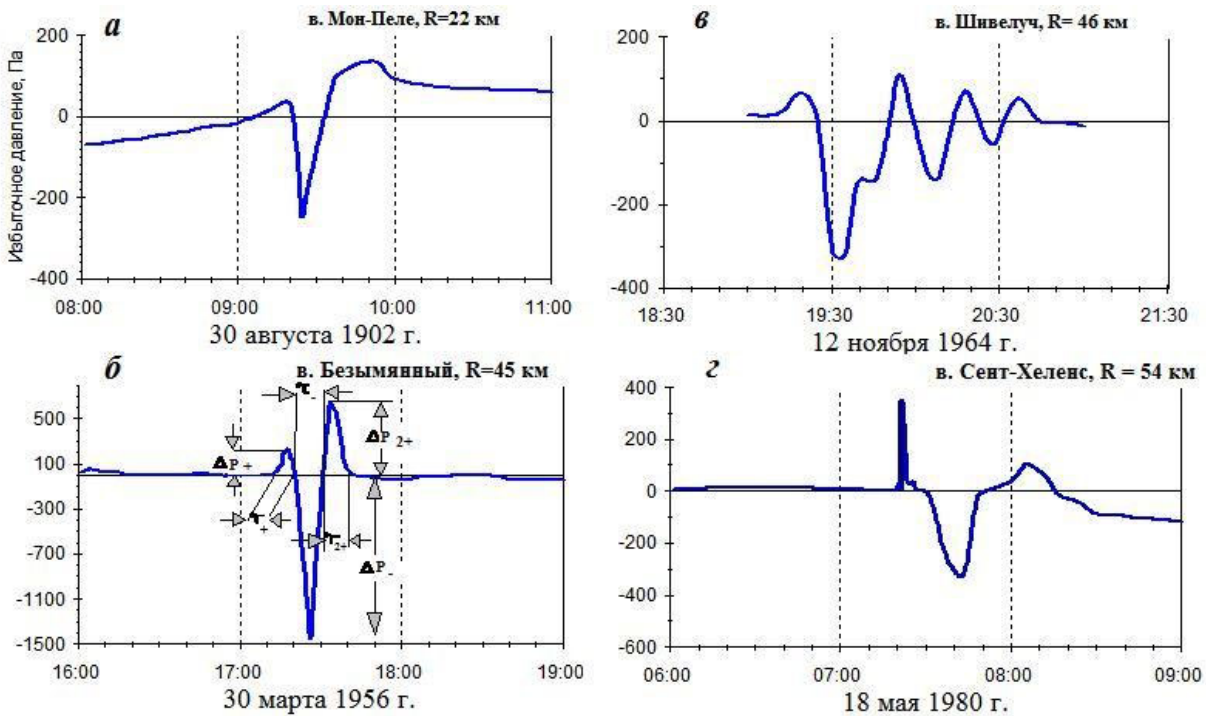 а
в. Мон-Пеле, R=22 км
Избыточное давление, Па
200
0
-200
-400
08:00 09:00 10:00 11:00
30 августа 1902 г.
в
в. Шивелуч, R= 46 км
200
0
-200
-400
18:30 19:30 20:30 21:30
12 ноября 1964 г.
б
в. Безымянный, R=45 км
500
100
-300
-700
-1100
-1500
τ-
ΔP+
ΔP2+
τ+
τ2+
ΔP-
16:00 17:00 18:00 19:00
30 марта 1956 г.
г
в. Сент-Хеленс, R = 54 км
400
200
0
-200
-400
-600
06:00 07:00 08:00 09:00
18 мая 1980 г.